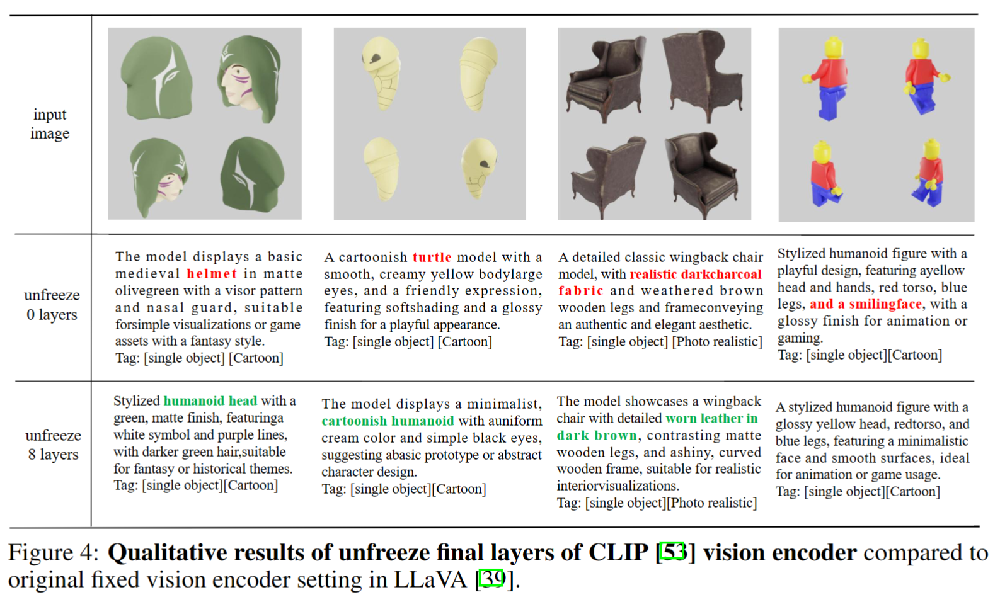 input
image
unfreeze
0 layers
The model displays a basic
medieval helmet in matte
olivegreen with a visor pattern
and nasal guard, suitable
forsimple visualizations or game
assets with a fantasy style.
Tag: [single object] [Cartoon]
A cartoonish turtle model with a
smooth, creamy yellow bodylarge
eyes, and a friendly expression,
featuring softshading and a glossy
finish for a playful appearance.
Tag: [single object] [Cartoon]
A detailed classic wingback chair
model, with realistic darkcharcoal
fabric and weathered brown
wooden legs and frameconveying
an authentic and elegant aesthetic.
Tag: [single object] [Photo realistic]
Stylized humanoid figure with a
playful design, featuring ayellow
head and hands, red torso, blue
legs, and a smilingface, with a
glossy finish for animation or
gaming.
Tag: [single object][Cartoon]
unfreeze
8 layers
Stylized humanoid head with a
green, matte finish, featuringa
white symbol and purple lines,
with darker green hair,suitable
for fantasy or historical themes.
Tag: [single object][Cartoon]
The model displays a minimalist,
cartoonish humanoid with auniform
cream color and simple black eyes,
suggesting abasic prototype or abstract
character design.
Tag: [single object][Cartoon]
The model showcases a wingback
chair with detailed worn leather in
dark brown, contrasting matte
wooden legs, and ashiny, curved
wooden frame, suitable for realistic
interiorvisualizations.
Tag: [single object][Photo realistic]
A stylized humanoid figure with a
glossy yellow head, redtorso, and
blue legs, featuring a minimalistic
face and smooth surfaces, ideal
for animation or game usage.
Tag: [single object][Cartoon]
Figure 4: Qualitative results of unfreeze final layers of CLIP [53] vision encoder compared to
original fixed vision encoder setting in LLaVA [39].